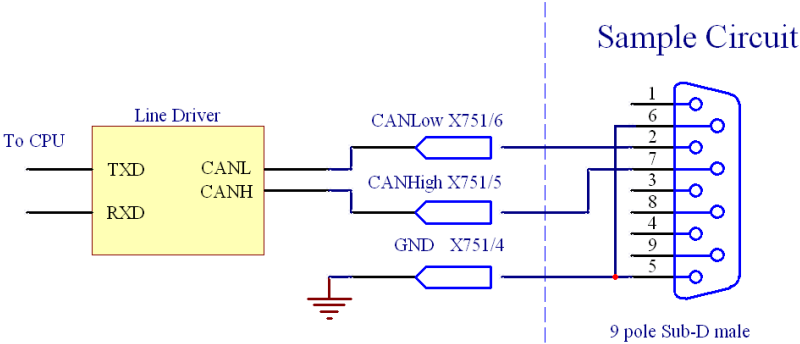 Sample Circuit
Line Driver
To CPU
TXD
RXD
CANL
CANH
CANLow X751/6
CANHigh X751/5
GND X751/4
1
6
2
7
3
8
4
9
5
9 pole Sub-D male